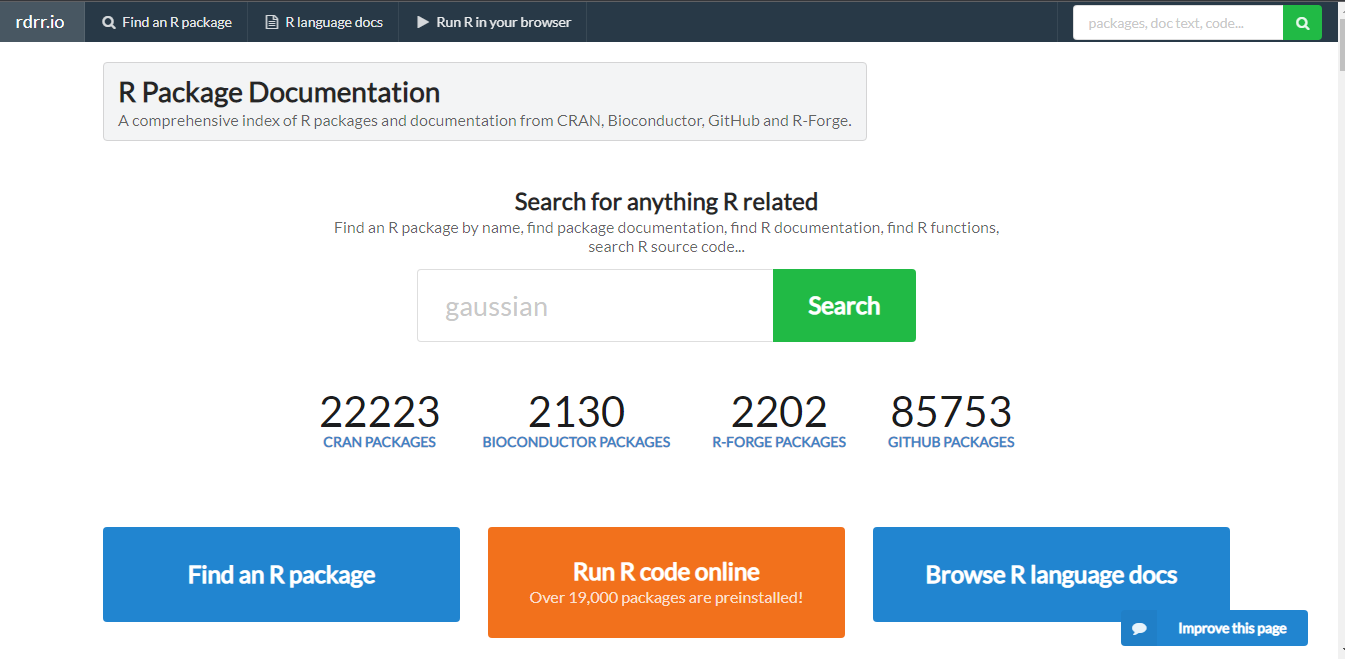 rdrr.io Find an R package R language docs Run R in your browser packages, doc text, code...
R Package Documentation
A comprehensive index of R packages and documentation from CRAN, Bioconductor, GitHub and R-Forge.
Search for anything R related
Find an R package by name, find package documentation, find R documentation, find R functions,
search R source code...
gaussian Search
22223 2130 2202 85753
CRAN PACKAGES BIOCONDUCTOR PACKAGES R-FORGE PACKAGES GITHUB PACKAGES
Find an R package Run R code online Browse R language docs
Over 19,000 packages are preinstalled!
Improve this page